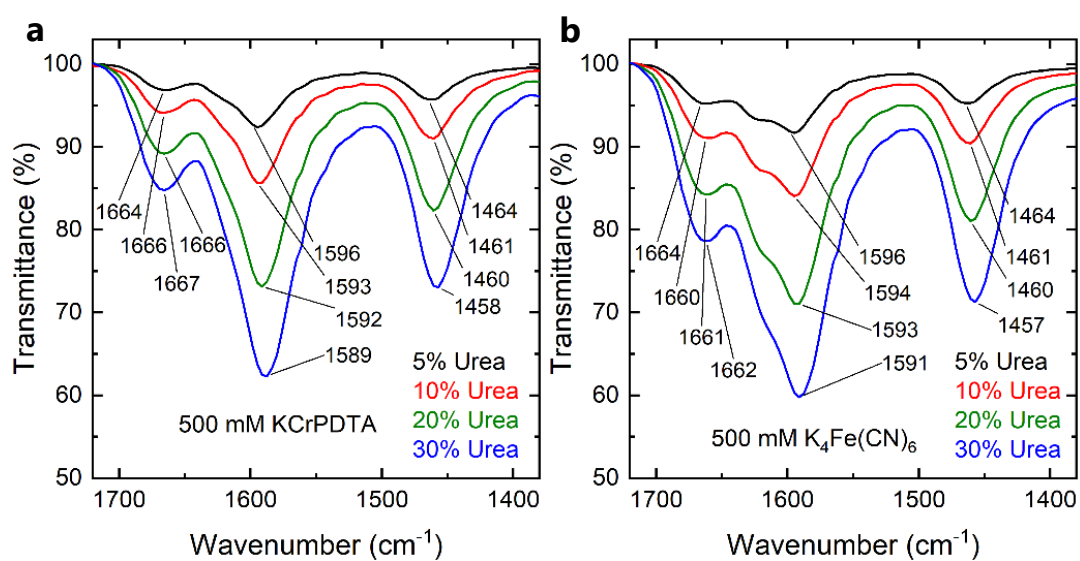 a
100
90
80
70
60
50
Transmittance (%)
1664
1666
1666
1667
1596
1593
1592
1589
1464
1461
1460
1458
5% Urea
10% Urea
20% Urea
30% Urea
500 mM KCrPDTA
1700
1600
1500
1400
Wavenumber (cm⁻¹)
b
100
90
80
70
60
50
Transmittance (%)
1664
1660
1661
1662
1596
1594
1593
1591
1464
1461
1460
1457
5% Urea
10% Urea
20% Urea
30% Urea
500 mM K₄Fe(CN)₆
1700
1600
1500
1400
Wavenumber (cm⁻¹)